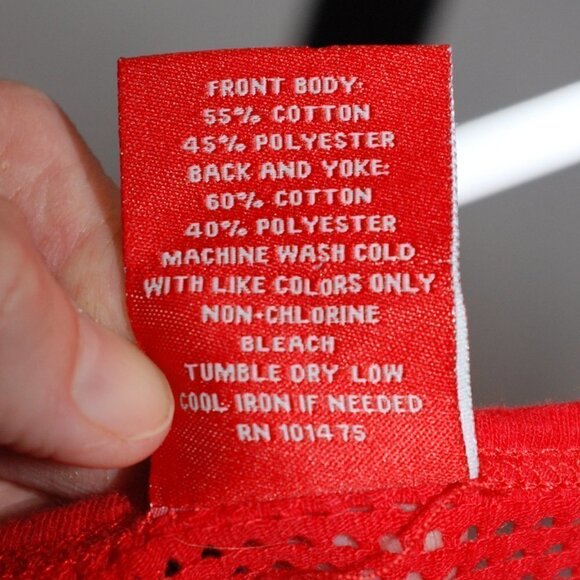 FRONT BODY:
55% COTTON
45% POLYESTER
BACK AND YOKE:
60% COTTON
40% POLYESTER
MACHINE WASH COLD
WITH LIKE COLORS ONLY
NON-CHLORINE
BLEACH
TUMBLE DRY LOW
COOL IRON IF NEEDED
RN 101475